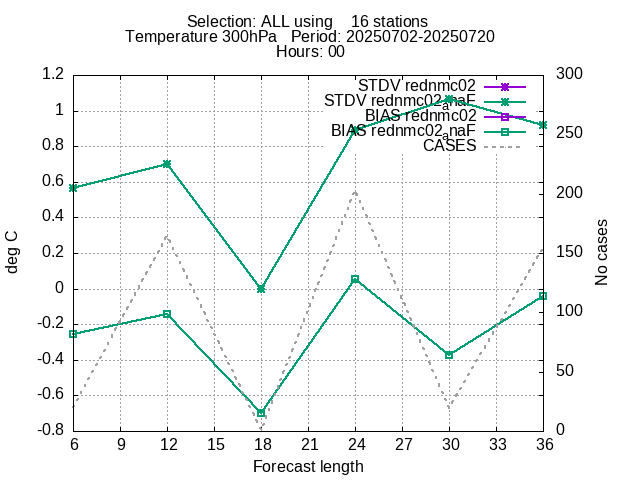 Selection: ALL using 16 stations
Temperature 300hPa Period: 20250702-20250720
Hours: 00
STDV rednmc02
STDV rednmc02anaF
BIAS rednmc02
BIAS rednmc02anaF
CASES
deg C
1.2
1
0.8
0.6
0.4
0.2
0
-0.2
-0.4
-0.6
-0.8
300
250
200
150
100
50
0
No cases
6 9 12 15 18 21 24 27 30 33 36
Forecast length